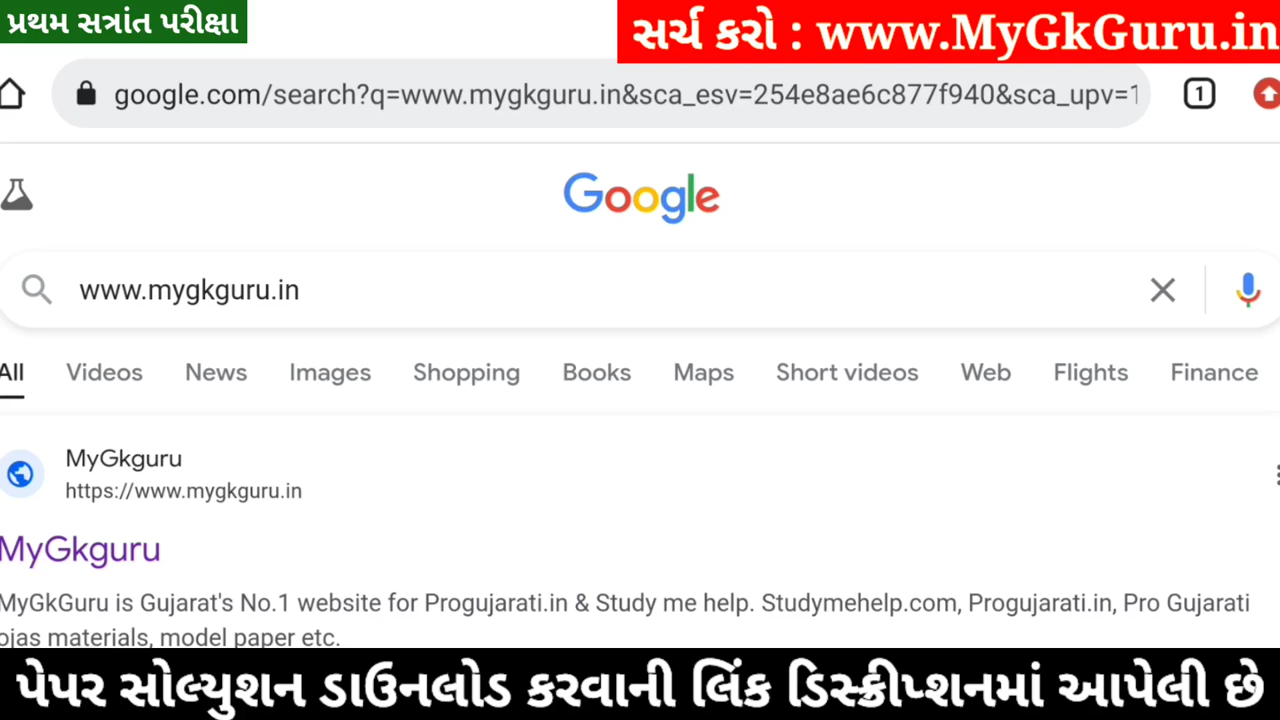 પ્રથમ સત્રાંત પરીક્ષા
સર્ચ કરો : www.MyGkGuru.in
google.com/search?q=www.mygkguru.in&sca_esv=254e8ae6c877f940&sca_upv=1
1
Google
www.mygkguru.in
All Videos News Images Shopping Books Maps Short videos Web Flights Finance
MyGkguru
https://www.mygkguru.in
MyGkguru
MyGkGuru is Gujarat's No.1 website for Progujarati.in & Study me help. Studymehelp.com, Progujarati.in, Pro Gujarati
ojas materials, model paper etc.
પેપર સોલ્યુશન ડાઉનલોડ કરવાની લિંક ડિસ્ક્રીપ્શનમાં આપેલી છે